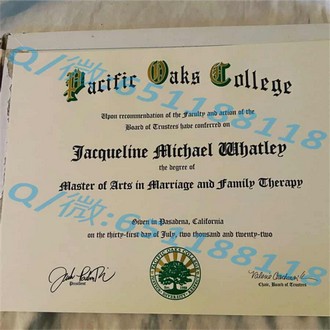 Pacific Oaks College
Upon recommendation of the Faculty and action of the
Board of Trustees have conferred on
Jacqueline Michael Whatley
the degree of
Master of Arts in Marriage and Family Therapy
Given in Pasadena, California
on the thirty-first day of July, two thousand and twenty-two
President
Chair, Board of Trustees
Q/微:651188118
Q/微:651188118